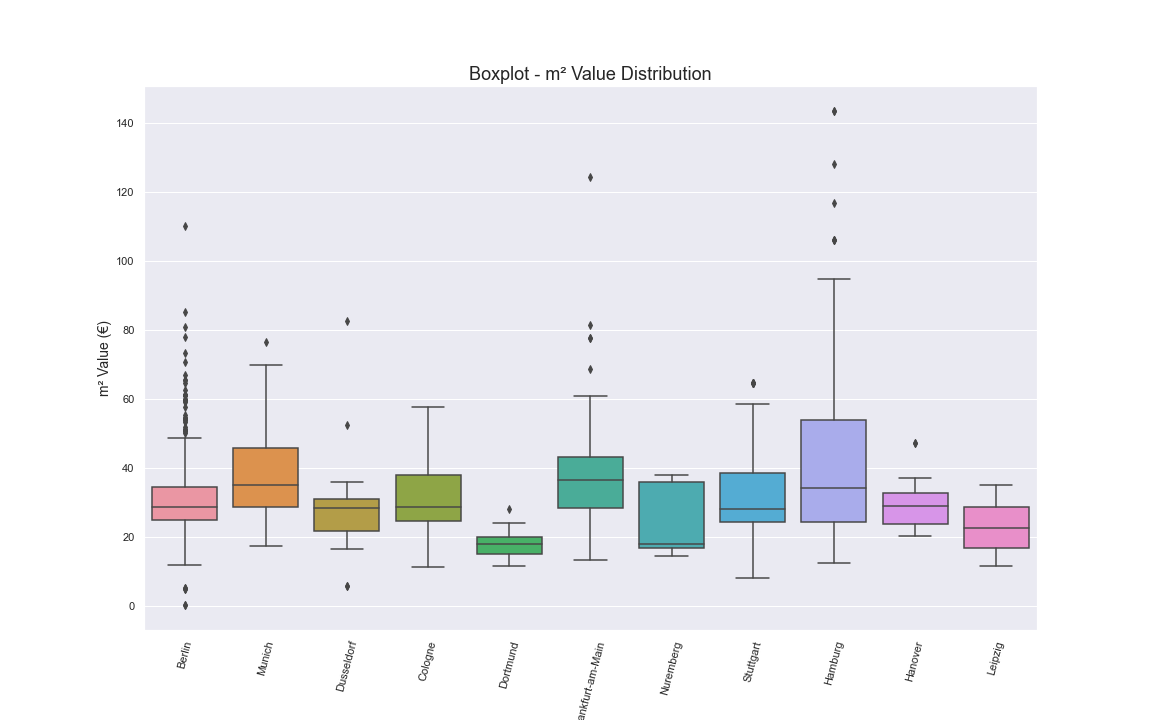 Boxplot - m² Value Distribution
m² Value (€)
140
120
100
80
60
40
20
0
Berlin
Munich
Dusseldorf
Cologne
Dortmund
ankfurt-am-Main
Nuremberg
Stuttgart
Hamburg
Hanover
Leipzig